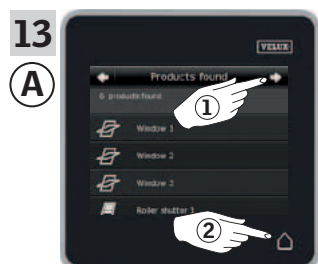 13
A
VELUX
Products found
6 products found
1
Window 1
Window 2
Window 3
Roller shutter 1
2